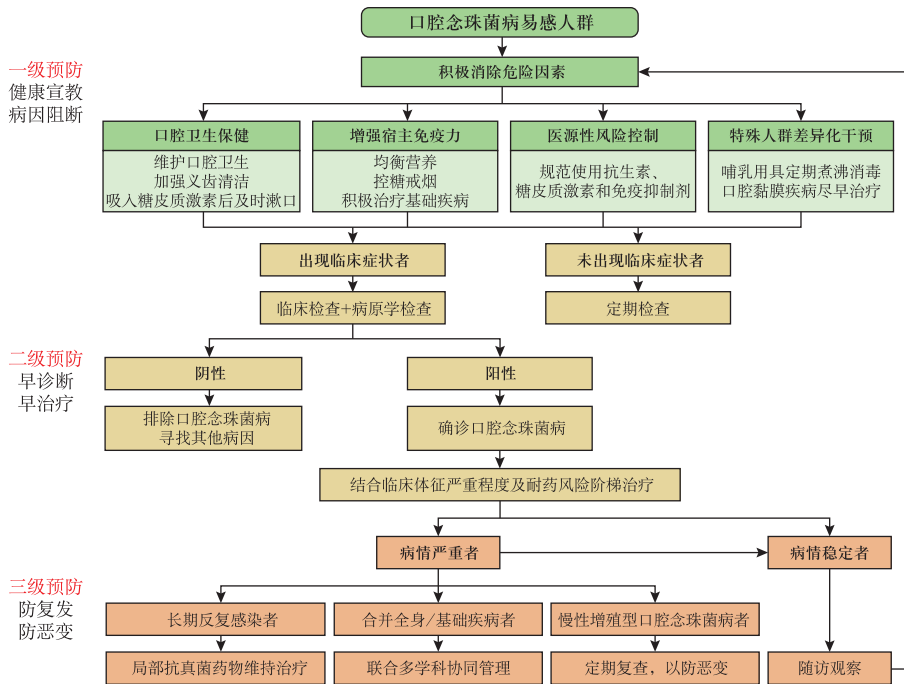 口腔念珠菌病易感人群
一级预防
健康宣教
病因阻断
积极消除危险因素
口腔卫生保健
维护口腔卫生
加强义齿清洁
吸入糖皮质激素后及时漱口
增强宿主免疫力
均衡营养
控糖戒烟
积极治疗基础疾病
医源性风险控制
规范使用抗生素、
糖皮质激素和免疫抑制剂
特殊人群差异化干预
哺乳用具定期煮沸消毒
口腔黏膜疾病尽早治疗
出现临床症状者
未出现临床症状者
临床检查+病原学检查
定期检查
二级预防
早诊断
早治疗
阴性
阳性
排除口腔念珠菌病
寻找其他病因
确诊口腔念珠菌病
结合临床体征严重程度及耐药风险阶梯治疗
病情严重者
病情稳定者
三级预防
防复发
防恶变
长期反复感染者
合并全身/基础疾病者
慢性增殖型口腔念珠菌病者
局部抗真菌药物维持治疗
联合多学科协同管理
定期复查，以防恶变
随访观察